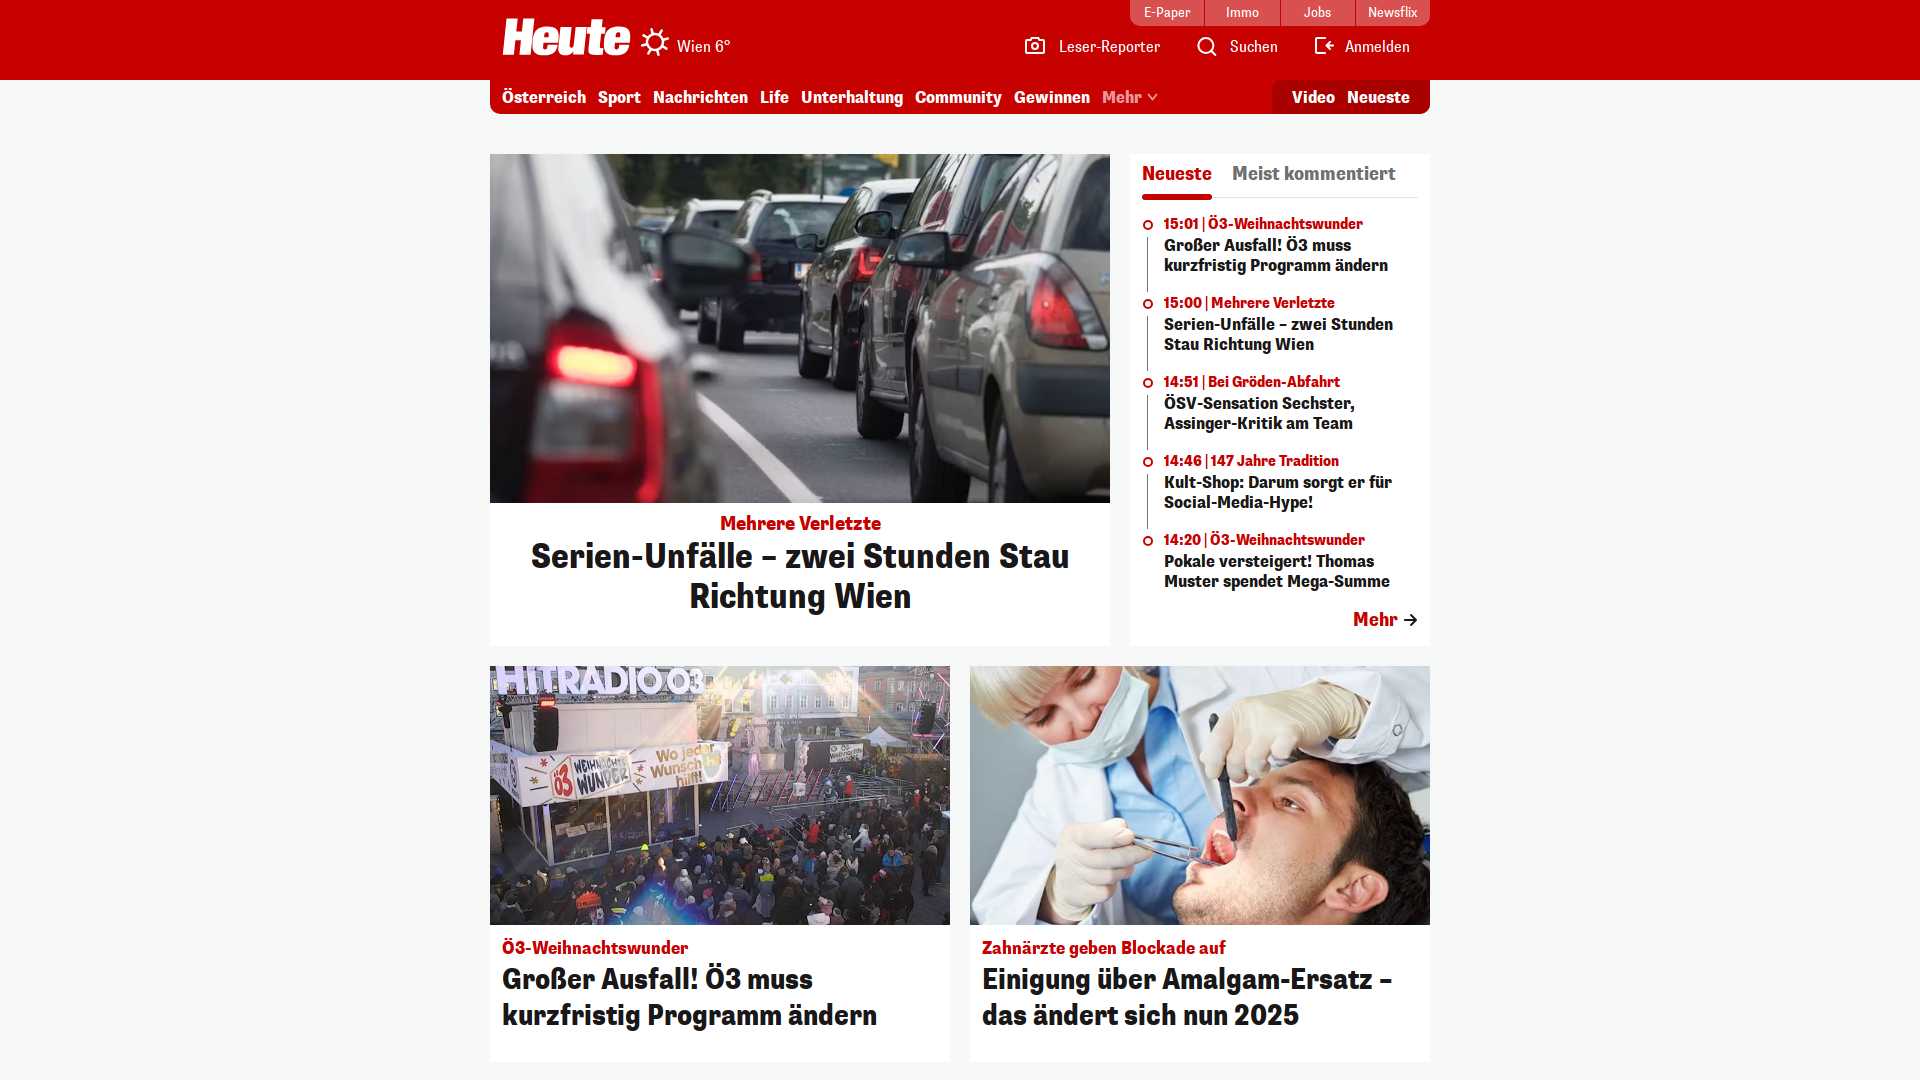 E-Paper
Immo
Jobs
Newsflix
Heute
Wien 6°
Leser-Reporter
Suchen
Anmelden
Österreich
Sport
Nachrichten
Life
Unterhaltung
Community
Gewinnen
Mehr
Video
Neueste
Mehrere Verletzte
Serien-Unfälle – zwei Stunden Stau
Richtung Wien
Neueste
Meist kommentiert
15:01 | Ö3-Weihnachtswunder
Großer Ausfall! Ö3 muss
kurzfristig Programm ändern
15:00 | Mehrere Verletzte
Serien-Unfälle – zwei Stunden
Stau Richtung Wien
14:51 | Bei Gröden-Abfahrt
ÖSV-Sensation Sechster,
Assinger-Kritik am Team
14:46 | 147 Jahre Tradition
Kult-Shop: Darum sorgt er für
Social-Media-Hype!
14:20 | Ö3-Weihnachtswunder
Pokale versteigert! Thomas
Muster spendet Mega-Summe
Mehr
HITRADIO Ö3
Ö3
WEIHNACHTS
WUNDER
Wo jeder
Wunsch
hilft!
Ö3-Weihnachtswunder
Großer Ausfall! Ö3 muss
kurzfristig Programm ändern
Zahnärzte geben Blockade auf
Einigung über Amalgam-Ersatz –
das ändert sich nun 2025